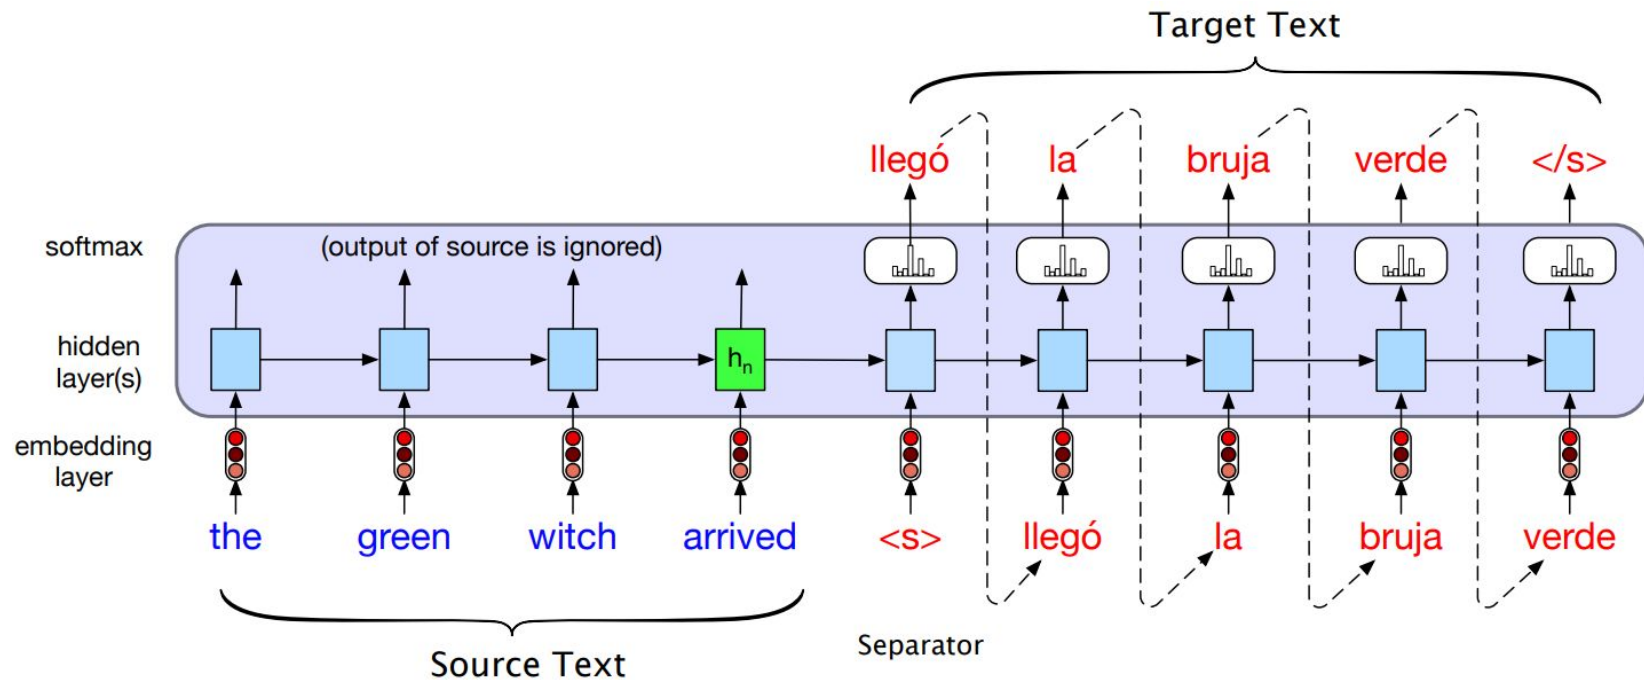 Target Text
llegó la bruja verde </s>
softmax (output of source is ignored)
hidden
layer(s)
hn
embedding
layer
the green witch arrived <s> llegó la bruja verde
Separator
Source Text